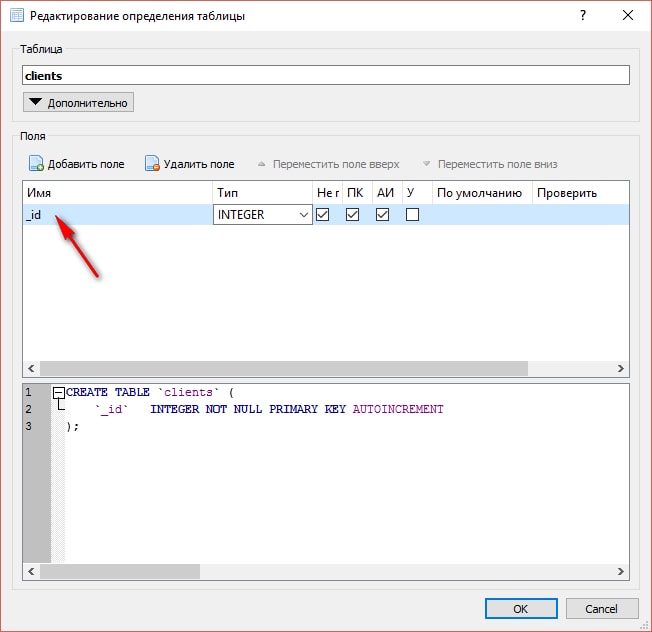 Редактирование определения таблицы ?
Таблица
clients
Дополнительно
Поля
Добавить поле Удалить поле Переместить поле вверх Переместить поле вниз
Имя Тип Не г ПК АИ У По умолчанию Проверить
_id INTEGER
1 CREATE TABLE `clients` (
2 `_id` INTEGER NOT NULL PRIMARY KEY AUTOINCREMENT
3 );
OK Cancel